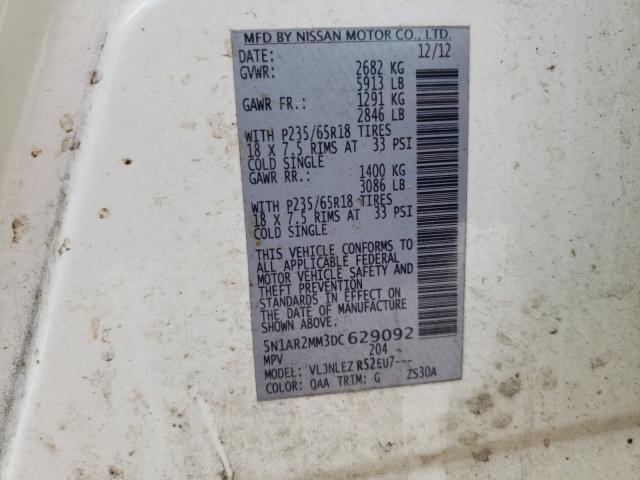 MFD BY NISSAN MOTOR CO., LTD.
DATE: 12/12
GVWR: 2682 KG
5913 LB
GAWR FR.: 1291 KG
2846 LB
WITH P235/65R18 TIRES
18 X 7.5 RIMS AT 33 PSI
COLD SINGLE
GAWR RR.: 1400 KG
3086 LB
WITH P235/65R18 TIRES
18 X 7.5 RIMS AT 33 PSI
COLD SINGLE
THIS VEHICLE CONFORMS TO
ALL APPLICABLE FEDERAL
MOTOR VEHICLE SAFETY AND
THEFT PREVENTION
STANDARDS IN EFFECT ON
THE DATE OF MANUFACTURE
SHOWN ABOVE
5N1AR2MM3DC629092
MPV 204
MODEL: VLJNLEZ RS2EU7---
COLOR: QAA TRIM: G ZS30A